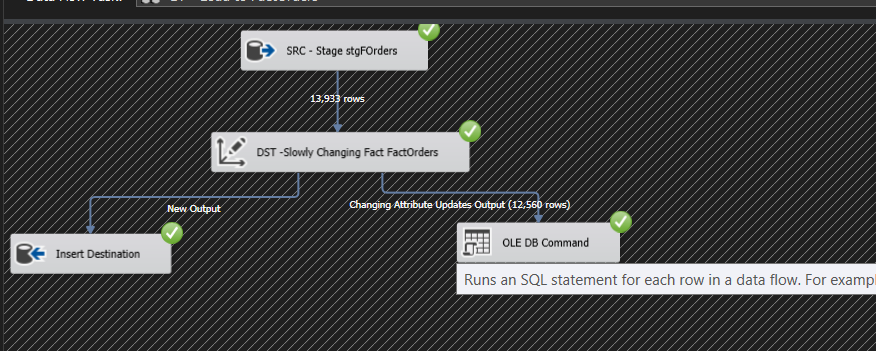 SRC - Stage stgFOrders
13,933 rows
DST -Slowly Changing Fact FactOrders
New Output
Changing Attribute Updates Output (12,560 rows)
Insert Destination
OLE DB Command
Runs an SQL statement for each row in a data flow. For exampl